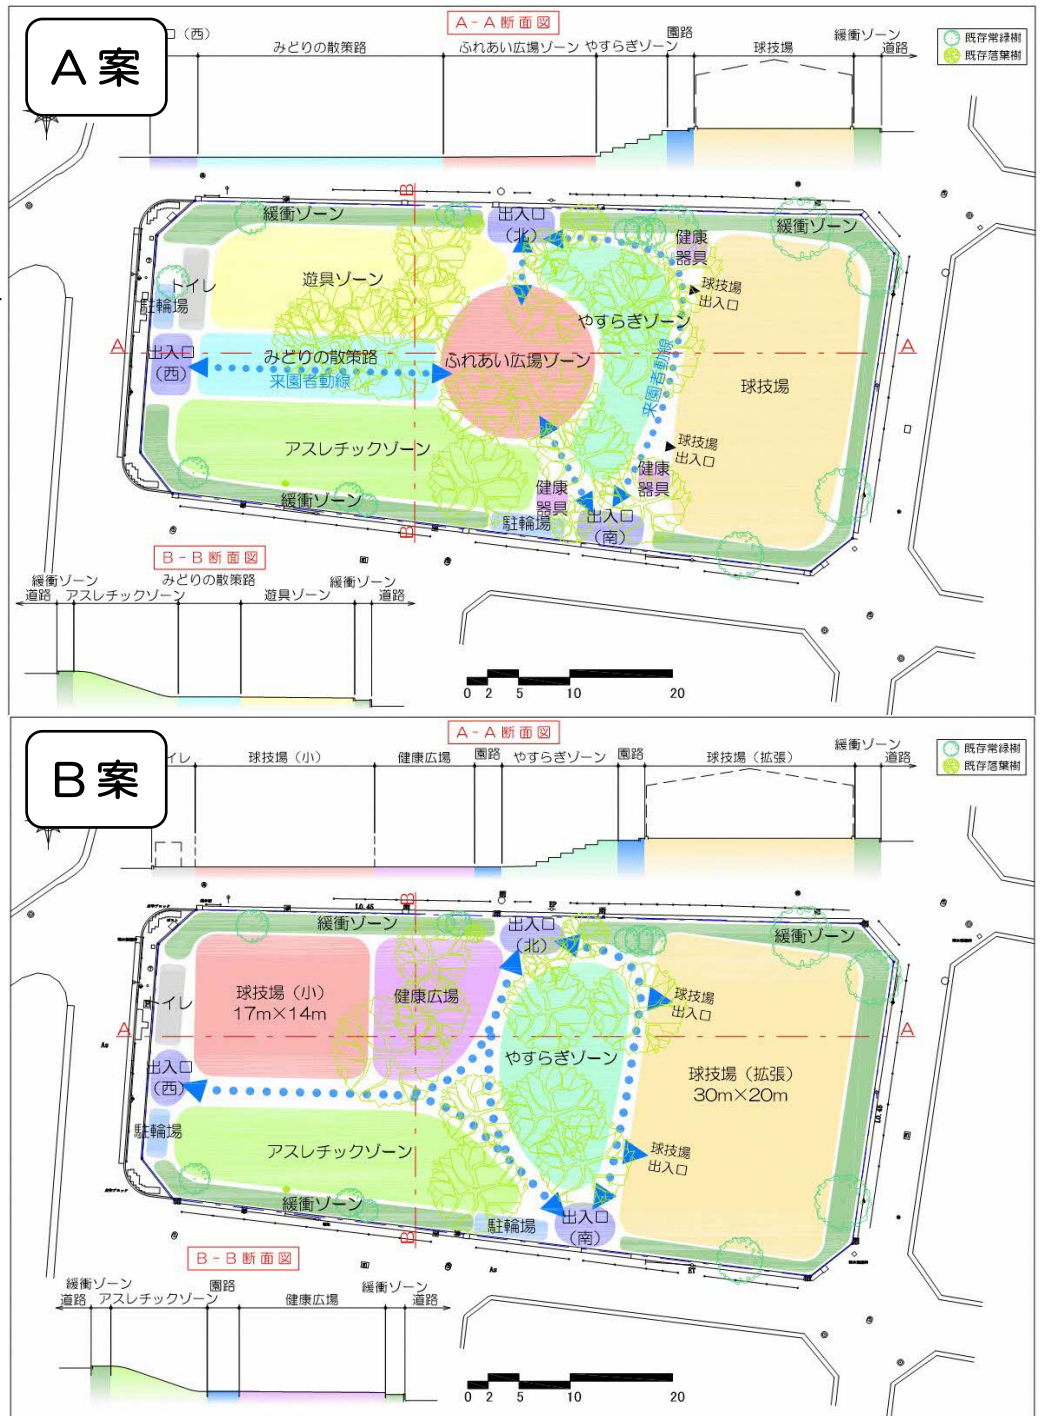 A案
A-A断面図
口（西）
みどりの散策路
ふれあい広場ゾーン
やすらぎゾーン
園路
球技場
緩衝ゾーン
道路
既存常緑樹
既存落葉樹
B
緩衝ゾーン
出入口
（北）
緩衝ゾーン
健康
器具
トイレ
駐輪場
遊具ゾーン
球技場
出入口
やすらぎゾーン
A
出入口
（西）
みどりの散策路
来園者動線
ふれあい広場ゾーン
来園者動線
球技場
A
アスレチックゾーン
球技場
出入口
健康
器具
緩衝ゾーン
健康
器具
駐輪場
出入口
（南）
B
B-B断面図
緩衝ゾーン
みどりの散策路
緩衝ゾーン
道路
アスレチックゾーン
遊具ゾーン
道路
0 2 5 10 20
B案
A-A断面図
イレ
球技場（小）
健康広場
園路
やすらぎゾーン
園路
球技場（拡張）
緩衝ゾーン
道路
既存常緑樹
既存落葉樹
B
緩衝ゾーン
出入口
（北）
緩衝ゾーン
トイレ
球技場（小）
17m×14m
健康広場
球技場
出入口
A
A
出入口
（西）
やすらぎゾーン
球技場（拡張）
30m×20m
駐輪場
アスレチックゾーン
球技場
出入口
緩衝ゾーン
駐輪場
出入口
（南）
B
B-B断面図
緩衝ゾーン
園路
緩衝ゾーン
道路
アスレチックゾーン
健康広場
道路
0 2 5 10 20